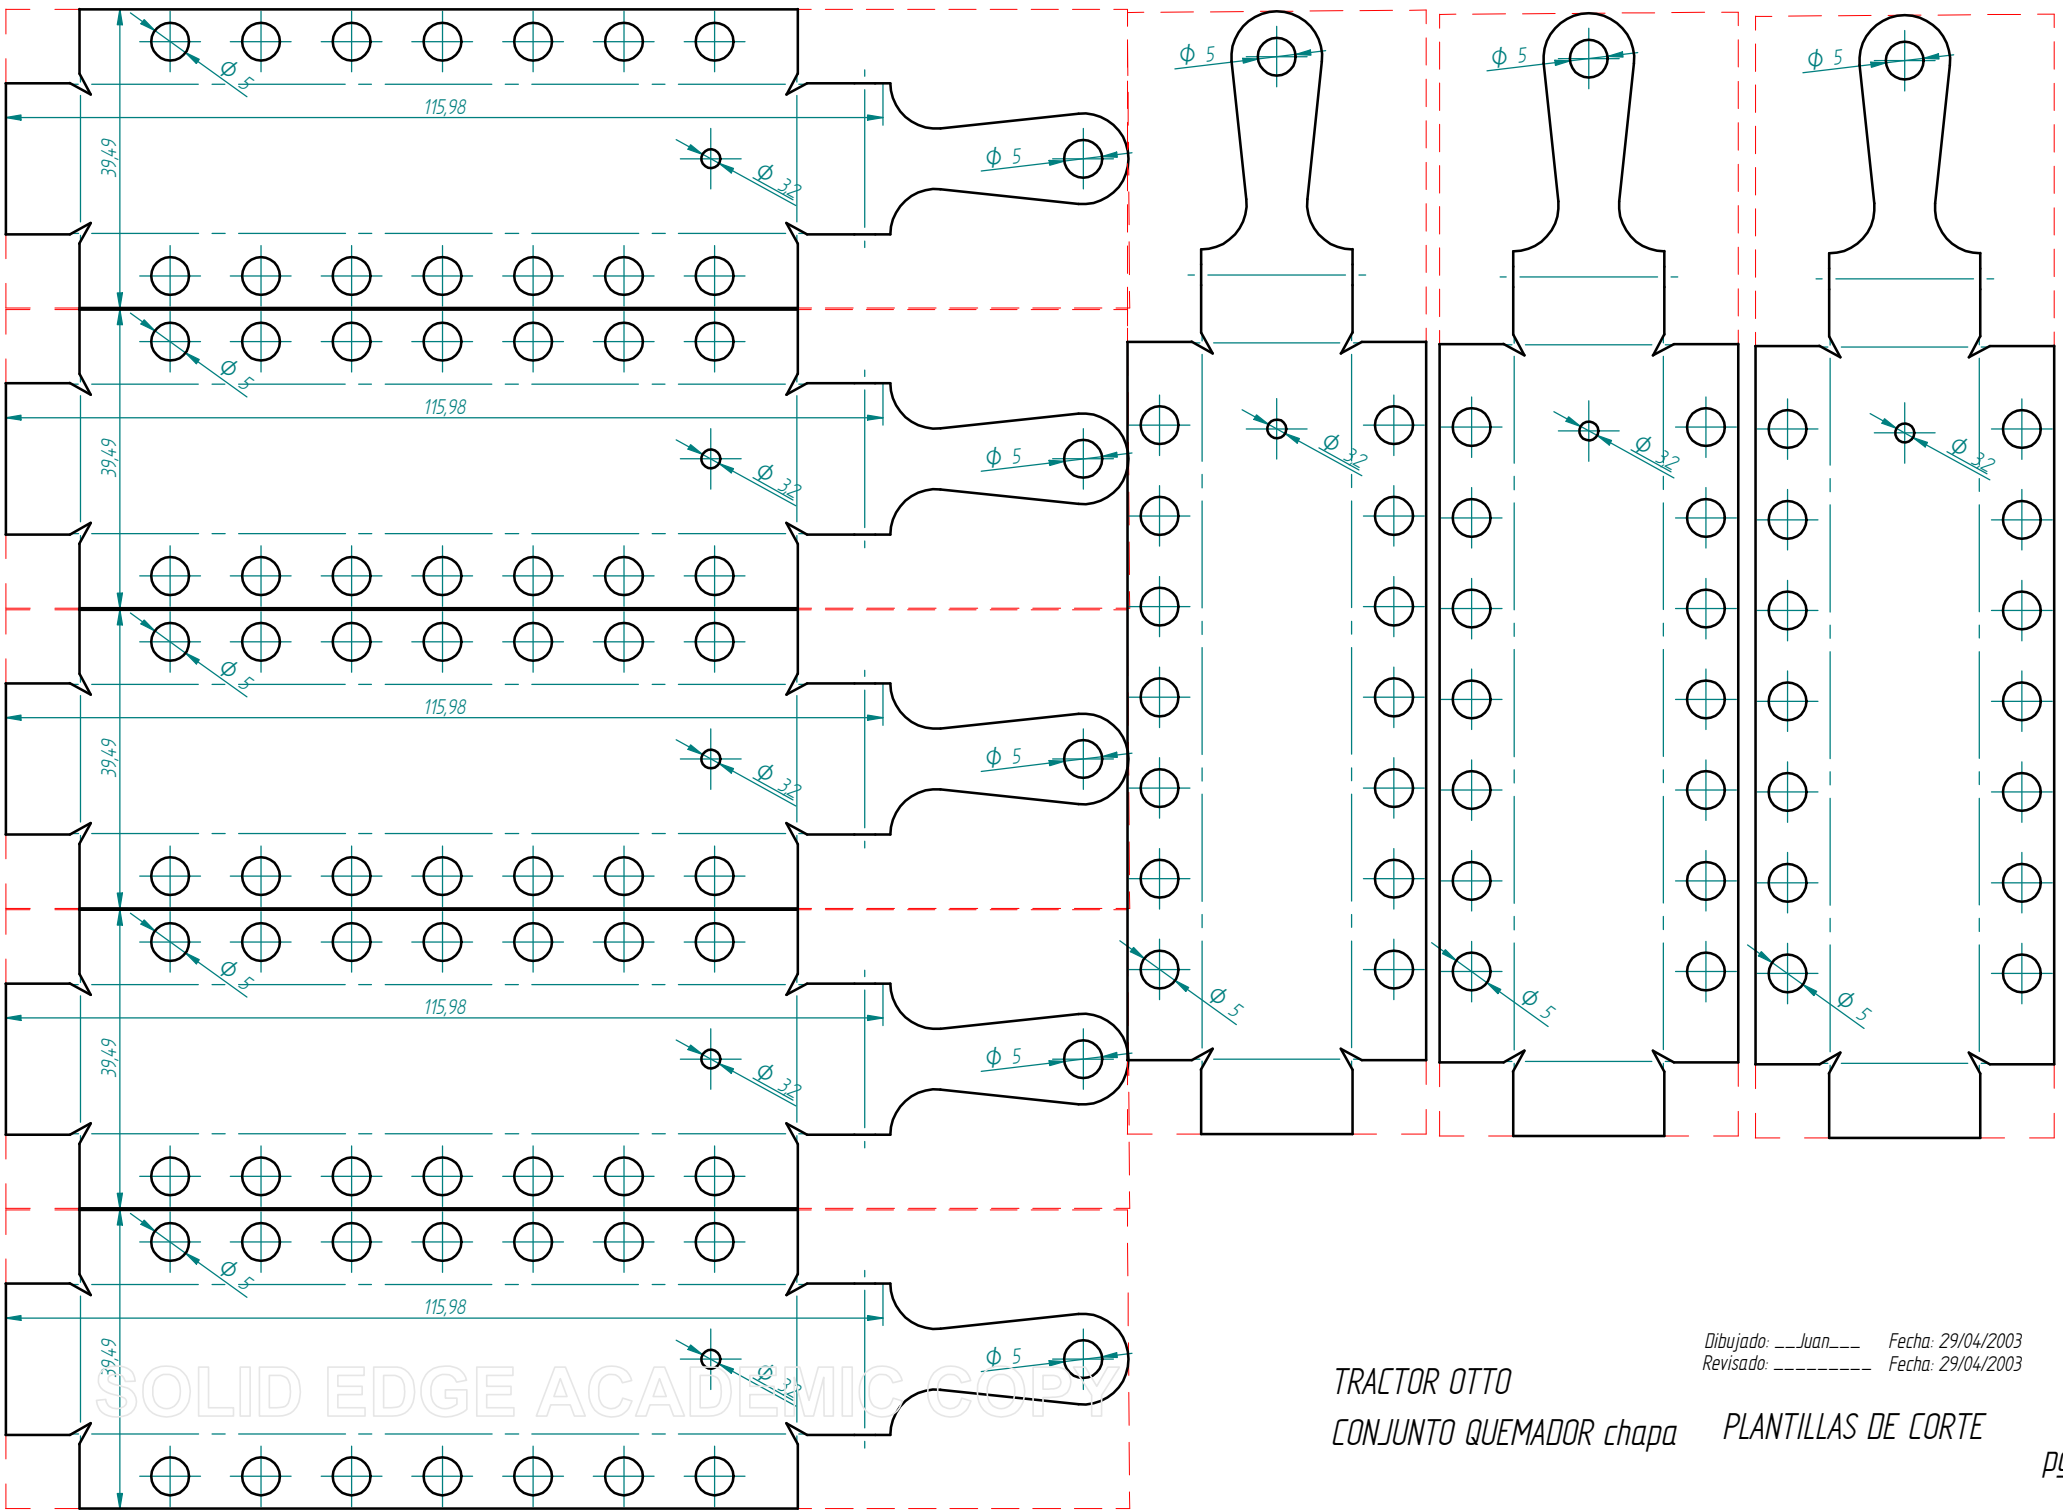 Ø 5
115,98
39,49
Ø 3,2
Φ 5
Ø 5
115,98
39,49
Ø 3,2
Φ 5
Ø 5
115,98
39,49
Ø 3,2
Φ 5
Ø 5
115,98
39,49
Ø 3,2
Φ 5
Ø 5
115,98
39,49
Ø 3,2
Φ 5
Φ 5
Ø 3,2
Ø 5
Φ 5
Ø 3,2
Ø 5
Φ 5
Ø 3,2
Ø 5
SOLID EDGE ACADEMIC COPY
Dibujado: __Juan___ Fecha: 29/04/2003
Revisado: _________ Fecha: 29/04/2003
TRACTOR OTTO
CONJUNTO QUEMADOR chapa
PLANTILLAS DE CORTE